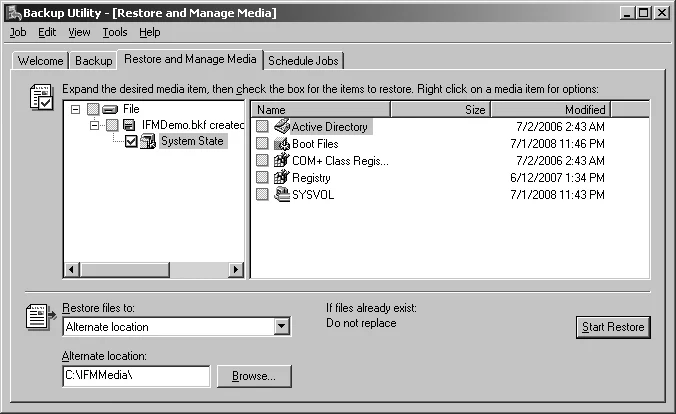 Backup Utility - [Restore and Manage Media]
Job Edit View Tools Help
Welcome Backup Restore and Manage Media Schedule Jobs
Expand the desired media item, then check the box for the items to restore. Right click on a media item for options:
File
IFMDemo.bkf created
System State
Name Size Modified
Active Directory 7/2/2006 2:43 AM
Boot Files 7/1/2008 11:46 PM
COM+ Class Regis... 7/2/2006 2:43 AM
Registry 6/12/2007 1:34 PM
SYSVOL 7/1/2008 11:43 PM
Restore files to:
Alternate location
If files already exist:
Do not replace
Start Restore
Alternate location:
C:\IFMMedia\
Browse...